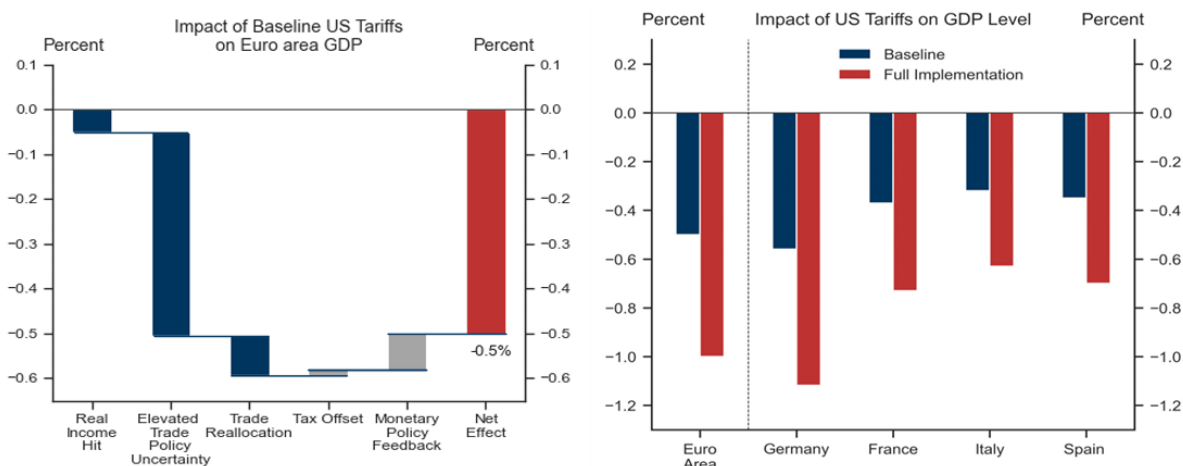 Impact of Baseline US Tariffs
on Euro area GDP
Percent
Percent
0.1
0.0
−0.1
−0.2
−0.3
−0.4
−0.5
−0.6
0.1
0.0
−0.1
−0.2
−0.3
−0.4
−0.5
−0.6
-0.5%
Real
Income
Hit
Elevated
Trade
Policy
Uncertainty
Trade
Reallocation
Tax Offset
Monetary
Policy
Feedback
Net
Effect
Percent
Impact of US Tariffs on GDP Level
Percent
Baseline
Full Implementation
0.2
0.0
−0.2
−0.4
−0.6
−0.8
−1.0
−1.2
0.2
0.0
−0.2
−0.4
−0.6
−0.8
−1.0
−1.2
Euro
Area
Germany
France
Italy
Spain